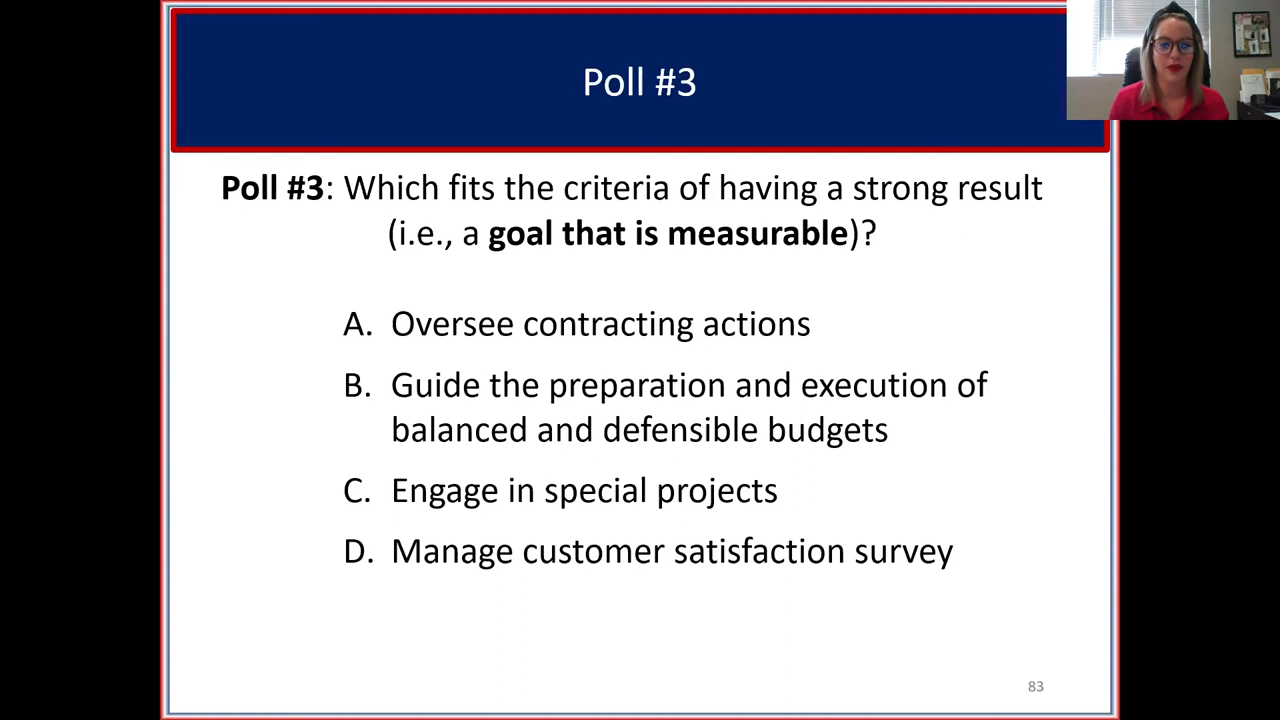 Poll #3
Poll #3: Which fits the criteria of having a strong result
(i.e., a goal that is measurable)?
A. Oversee contracting actions
B. Guide the preparation and execution of
balanced and defensible budgets
C. Engage in special projects
D. Manage customer satisfaction survey
83